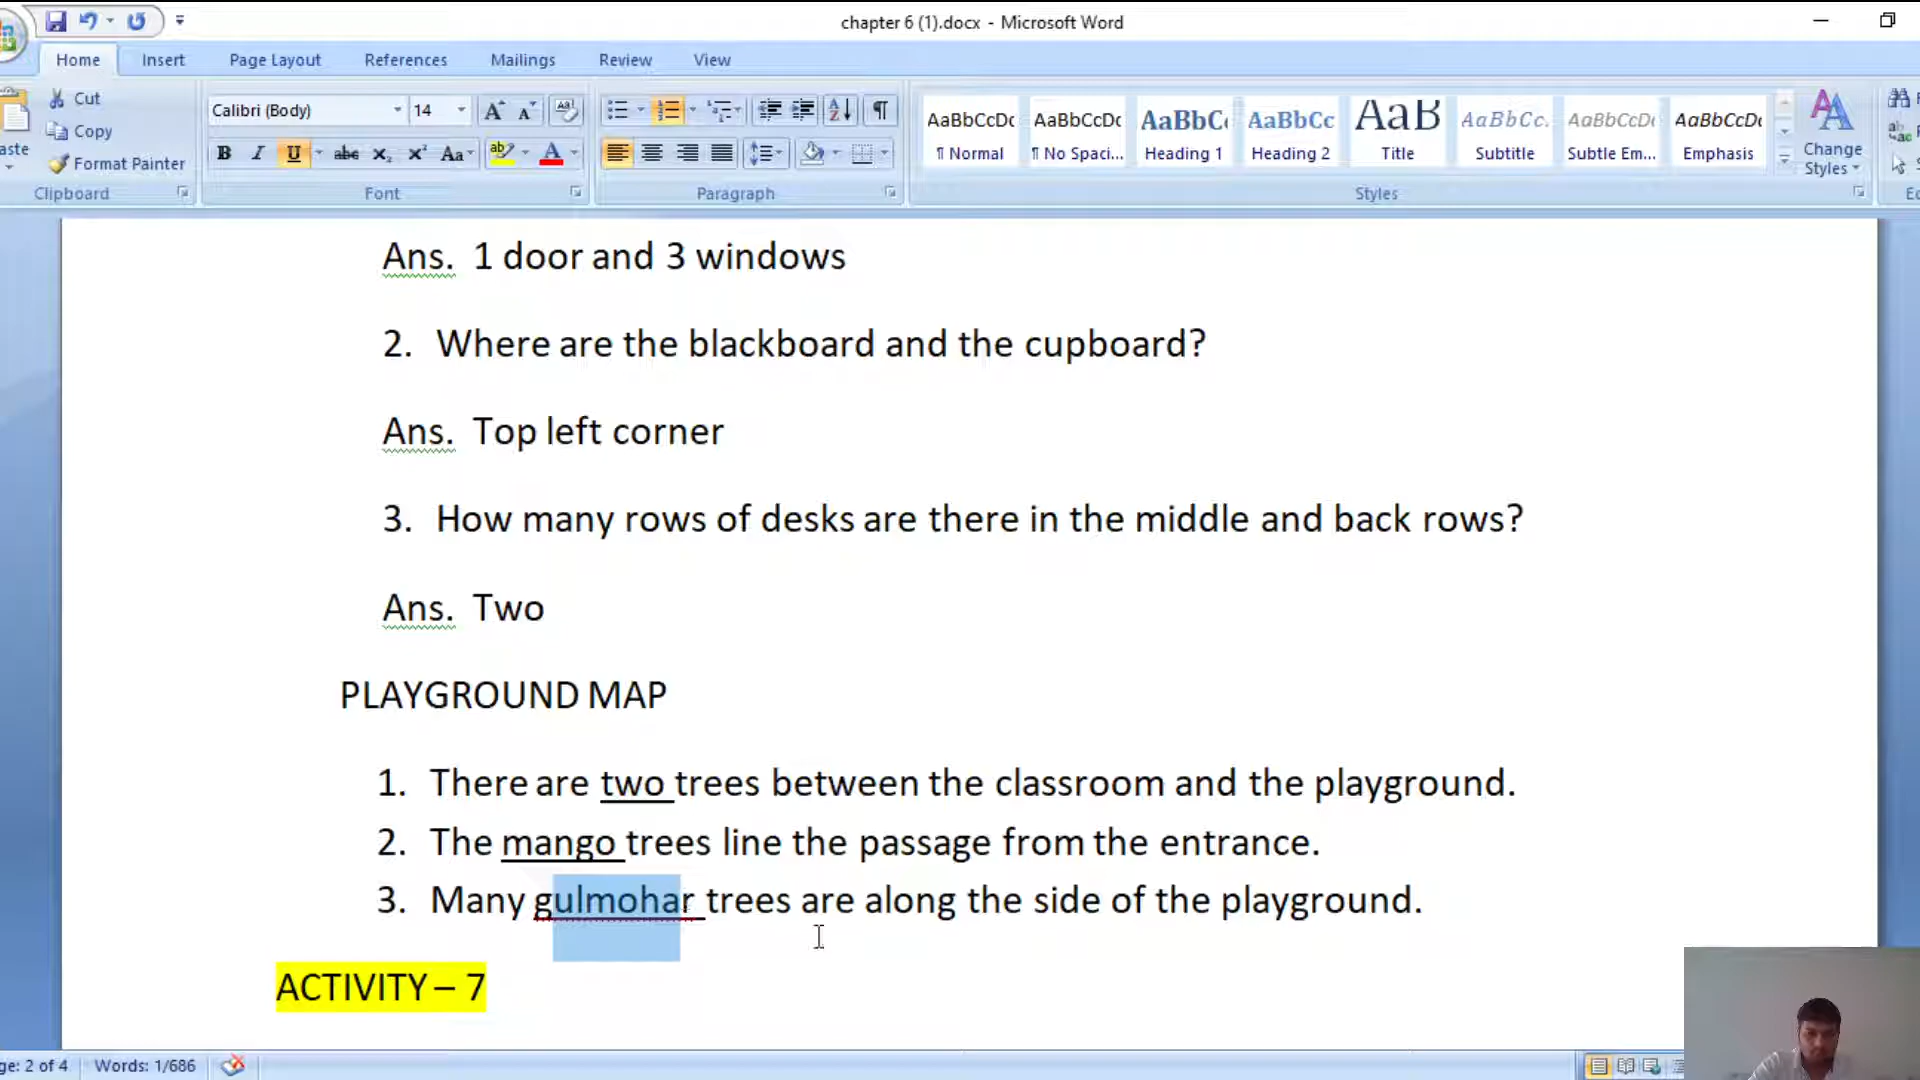 chapter 6 (1).docx - Microsoft Word
Home Insert Page Layout References Mailings Review View
Cut
Copy
Format Painter
Clipboard
Calibri (Body) 14
Font
Paragraph
AaBbCcDc AaBbCcDc AaBbC AaBbCc AaB AaBbCc. AaBbCcDc AaBbCcDc
¶ Normal ¶ No Spaci... Heading 1 Heading 2 Title Subtitle Subtle Em... Emphasis
Change Styles
Styles
Ans. 1 door and 3 windows
2. Where are the blackboard and the cupboard?
Ans. Top left corner
3. How many rows of desks are there in the middle and back rows?
Ans. Two
PLAYGROUND MAP
1. There are two trees between the classroom and the playground.
2. The mango trees line the passage from the entrance.
3. Many gulmohar trees are along the side of the playground.
ACTIVITY – 7
ge: 2 of 4 Words: 1/686